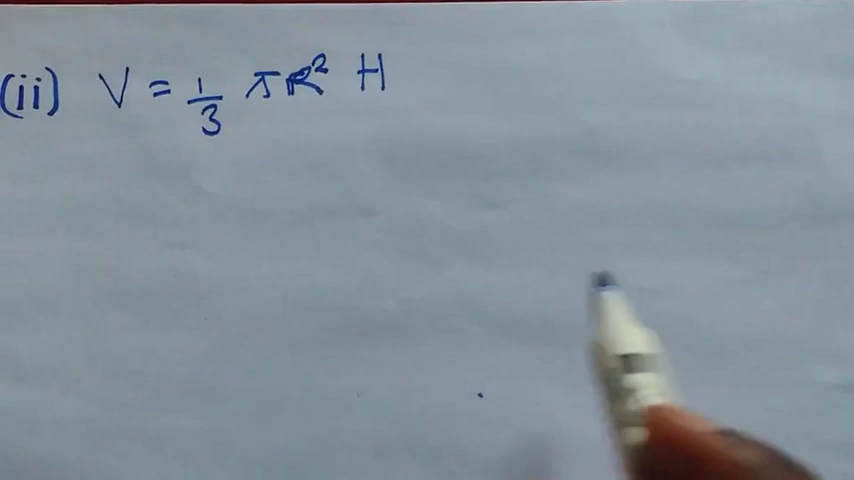 (ii) V = 1/3 πR² H